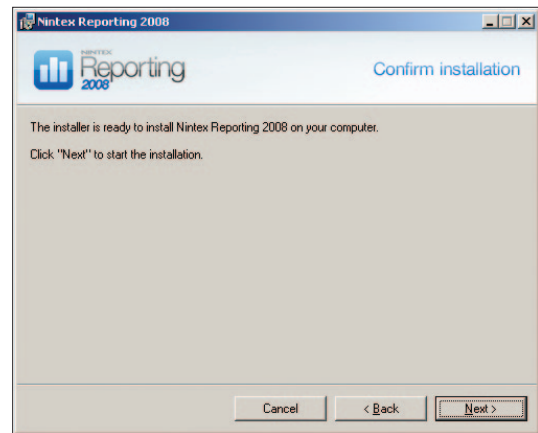 Nintex Reporting 2008
NINTEX
Reporting
2008
Confirm installation
The installer is ready to install Nintex Reporting 2008 on your computer.
Click "Next" to start the installation.
Cancel
< Back
Next >